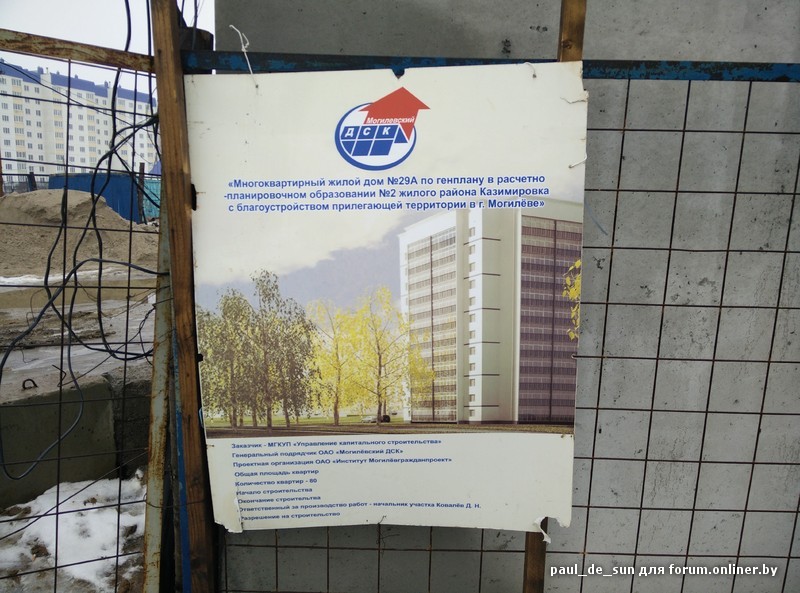 Могилевский
ДСК
«Многоквартирный жилой дом №29А по генплану в расчетно
-планировочном образовании №2 жилого района Казимировка
с благоустройством прилегающей территории в г. Могилёве»
Заказчик - МГКУП «Управление капитального строительства»
Генеральный подрядчик ОАО «Могилёвский ДСК»
Проектная организация ОАО «Институт Могилёвгражданпроект»
Общая площадь квартир
Количество квартир - 80
Начало строительства
Окончание строительства
Ответственный за производство работ - начальник участка Ковалёв Д. Н.
Разрешение на строительство
paul_de_sun для forum.onliner.by